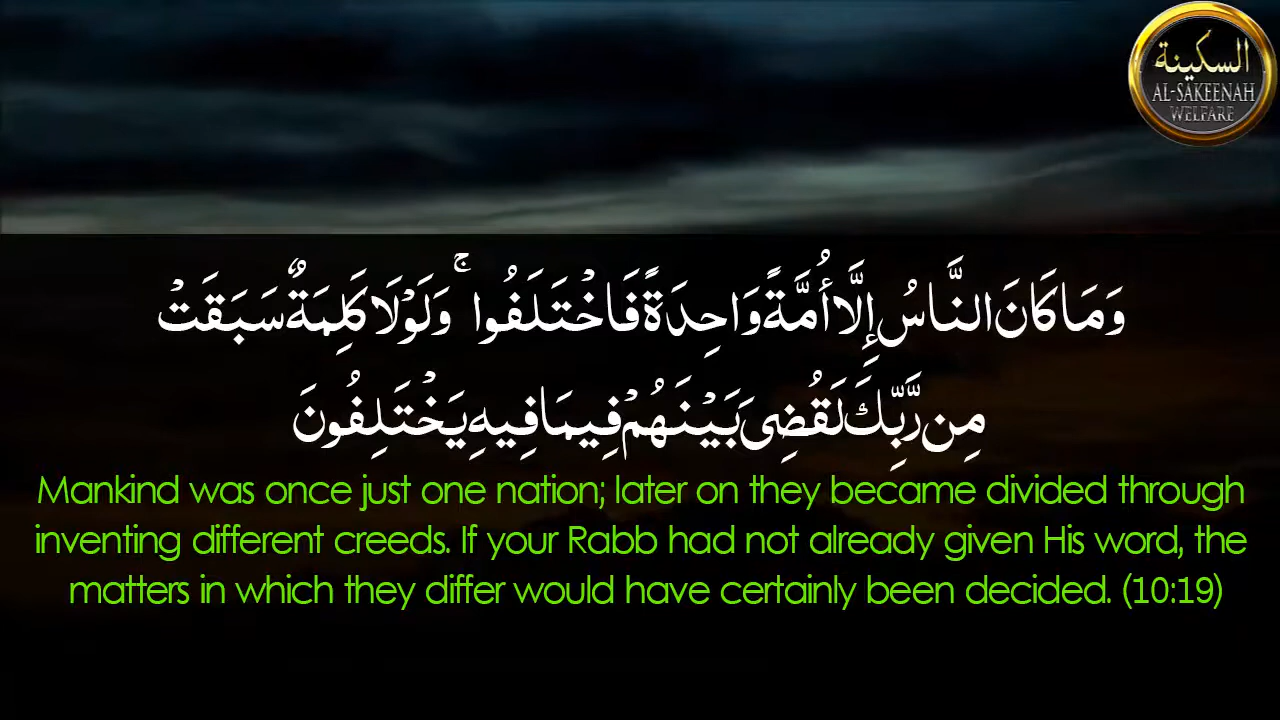 السكينة
AL-SAKEENAH
WELFARE
وَمَا كَانَ النَّاسُ إِلَّا أُمَّةً وَاحِدَةً فَاخْتَلَفُوا ۚ وَلَوْلَا كَلِمَةٌ سَبَقَتْ
مِن رَّبِّكَ لَقُضِيَ بَيْنَهُمْ فِيمَا فِيهِ يَخْتَلِفُونَ
Mankind was once just one nation; later on they became divided through
inventing different creeds. If your Rabb had not already given His word, the
matters in which they differ would have certainly been decided. (10:19)